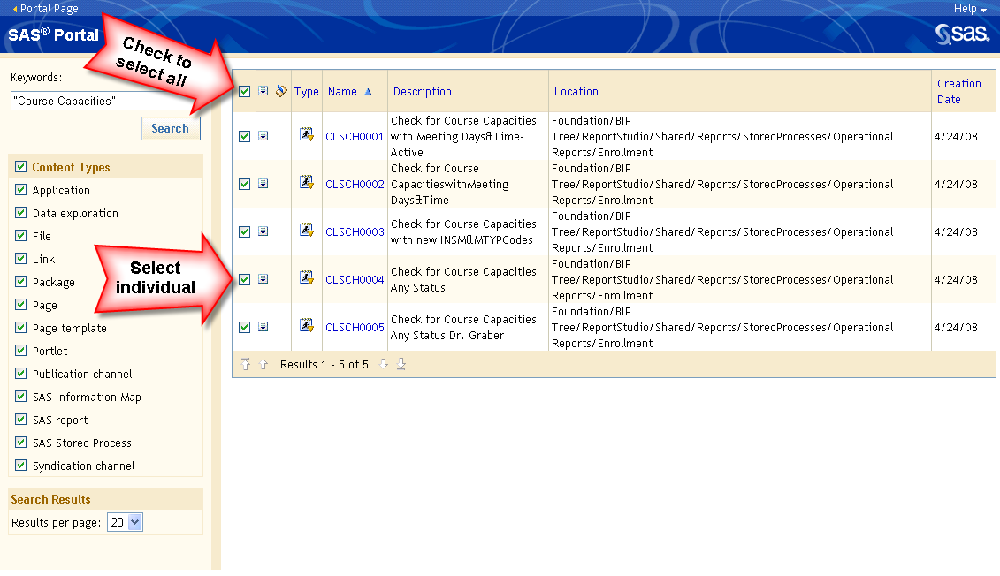 Portal Page
Help
SAS® Portal
sas.
Check to
select all
Keywords:
"Course Capacities"
Search
Content Types
Application
Data exploration
File
Link
Package
Page
Page template
Portlet
Publication channel
SAS Information Map
SAS report
SAS Stored Process
Syndication channel
Search Results
Results per page: 20
Select
individual
Type Name Description Location Creation Date
CLSCH0001 Check for Course Capacities with Meeting Days&Time-Active Foundation/BIP Tree/ReportStudio/Shared/Reports/StoredProcesses/Operational Reports/Enrollment 4/24/08
CLSCH0002 Check for Course CapacitieswithMeeting Days&Time Foundation/BIP Tree/ReportStudio/Shared/Reports/StoredProcesses/Operational Reports/Enrollment 4/24/08
CLSCH0003 Check for Course Capacities with new INSM&MTYPCodes Foundation/BIP Tree/ReportStudio/Shared/Reports/StoredProcesses/Operational Reports/Enrollment 4/24/08
CLSCH0004 Check for Course Capacities Any Status Foundation/BIP Tree/ReportStudio/Shared/Reports/StoredProcesses/Operational Reports/Enrollment 4/24/08
CLSCH0005 Check for Course Capacities Any Status Dr. Graber Foundation/BIP Tree/ReportStudio/Shared/Reports/StoredProcesses/Operational Reports/Enrollment 4/24/08
Results 1 - 5 of 5